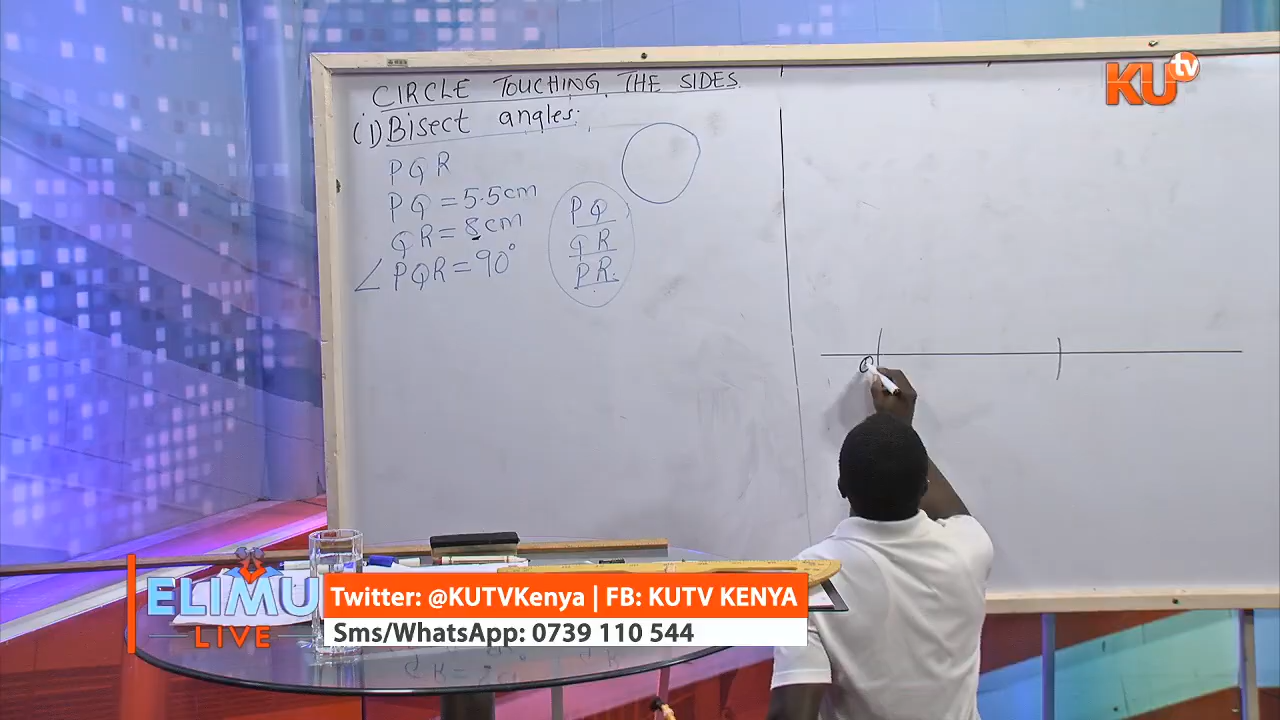 CIRCLE TOUCHING THE SIDES
(1) Bisect angles:
PQR
PQ = 5.5cm
QR = 8cm
∠PQR = 90°
PQ
QR
PR.
KU tv
ELIMU
LIVE
Twitter: @KUTVKenya | FB: KUTV KENYA
Sms/WhatsApp: 0739 110 544